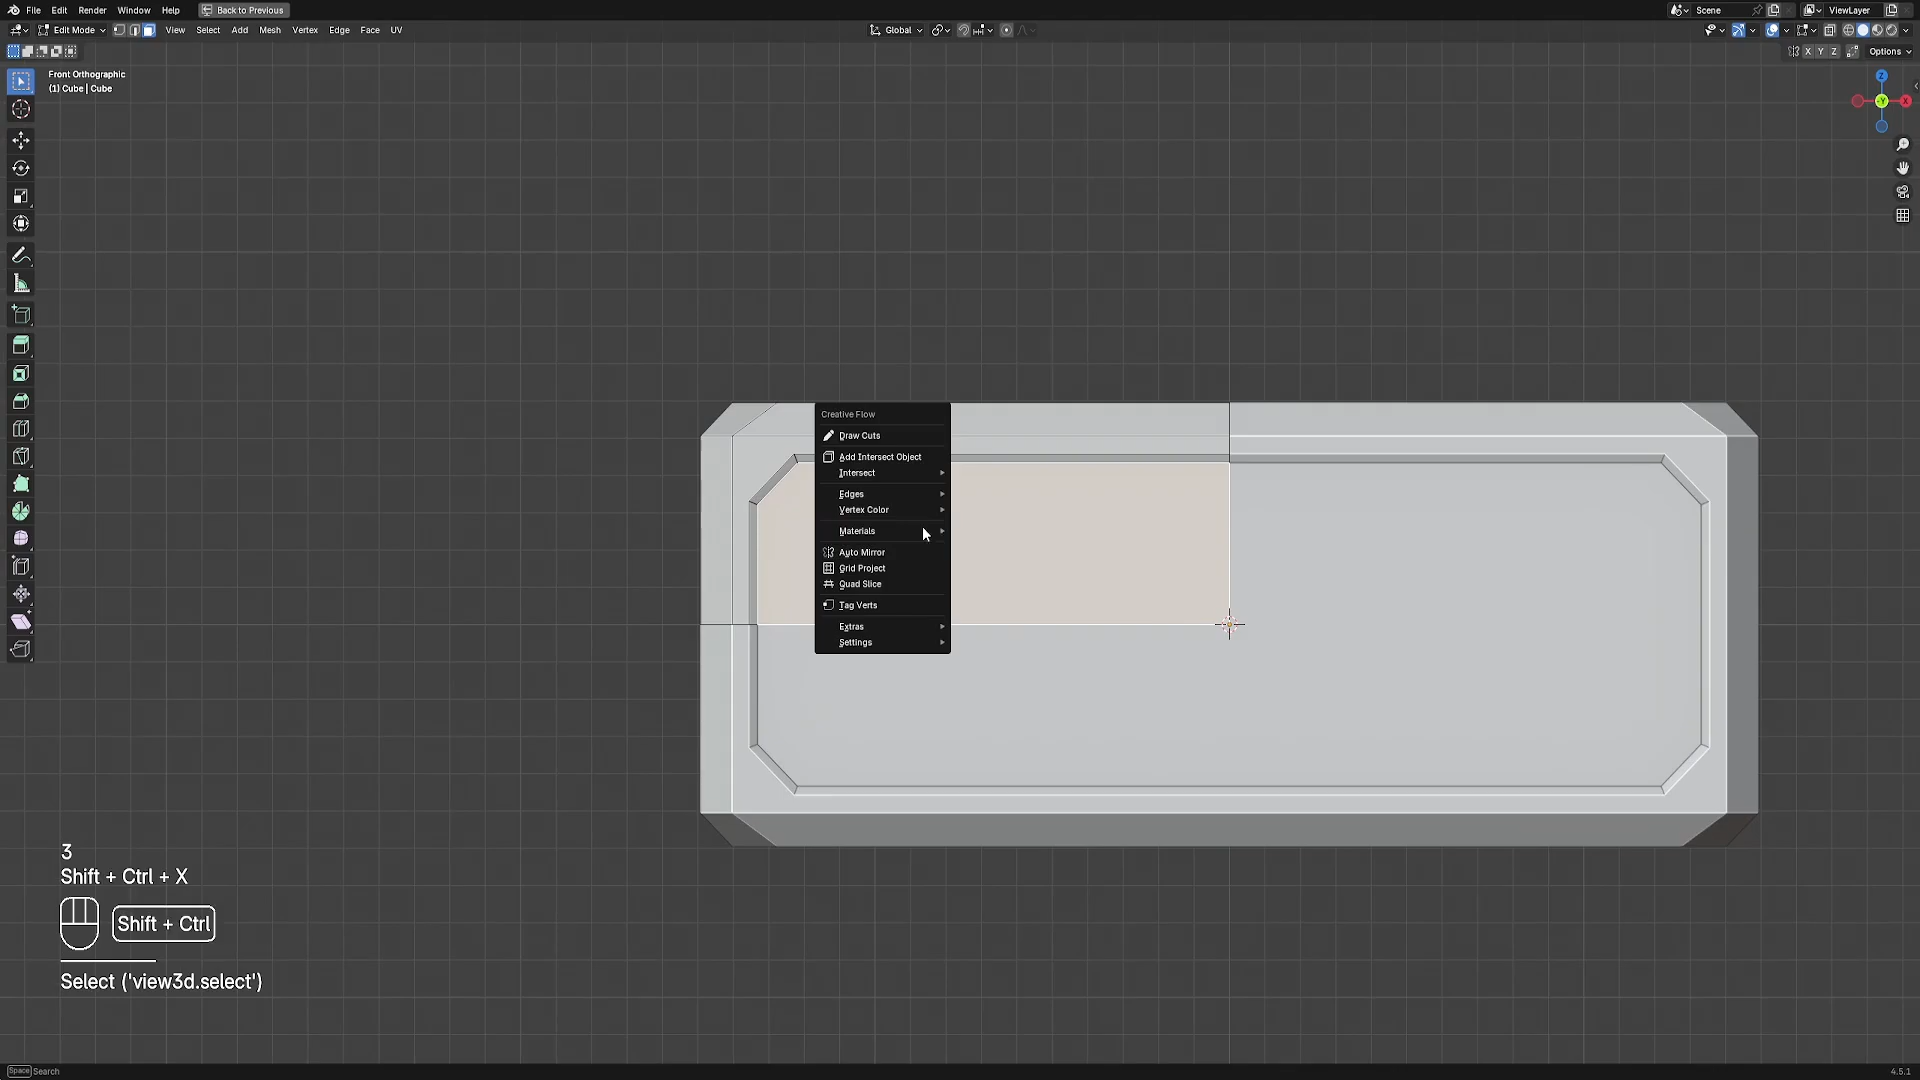 File Edit Render Window Help Back to Previous Scene ViewLayer
Edit Mode View Select Add Mesh Vertex Edge Face UV Global
X Y Z Options
Front Orthographic
(1) Cube | Cube
Z
-Y X
Creative Flow
Draw Cuts
Add Intersect Object
Intersect
Edges
Vertex Color
Materials
Auto Mirror
Grid Project
Quad Slice
Tag Verts
Extras
Settings
3
Shift + Ctrl + X
Shift + Ctrl
Select ('view3d.select')
Space Search 4.5.1